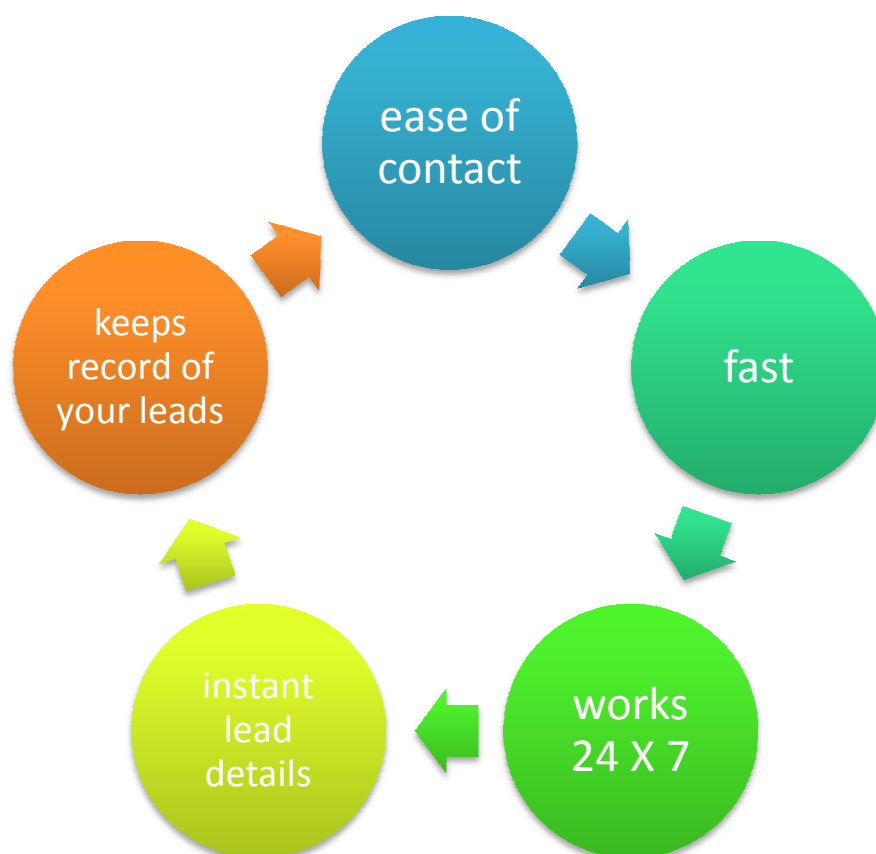 ease of
contact
fast
works
24 X 7
instant
lead
details
keeps
record of
your leads